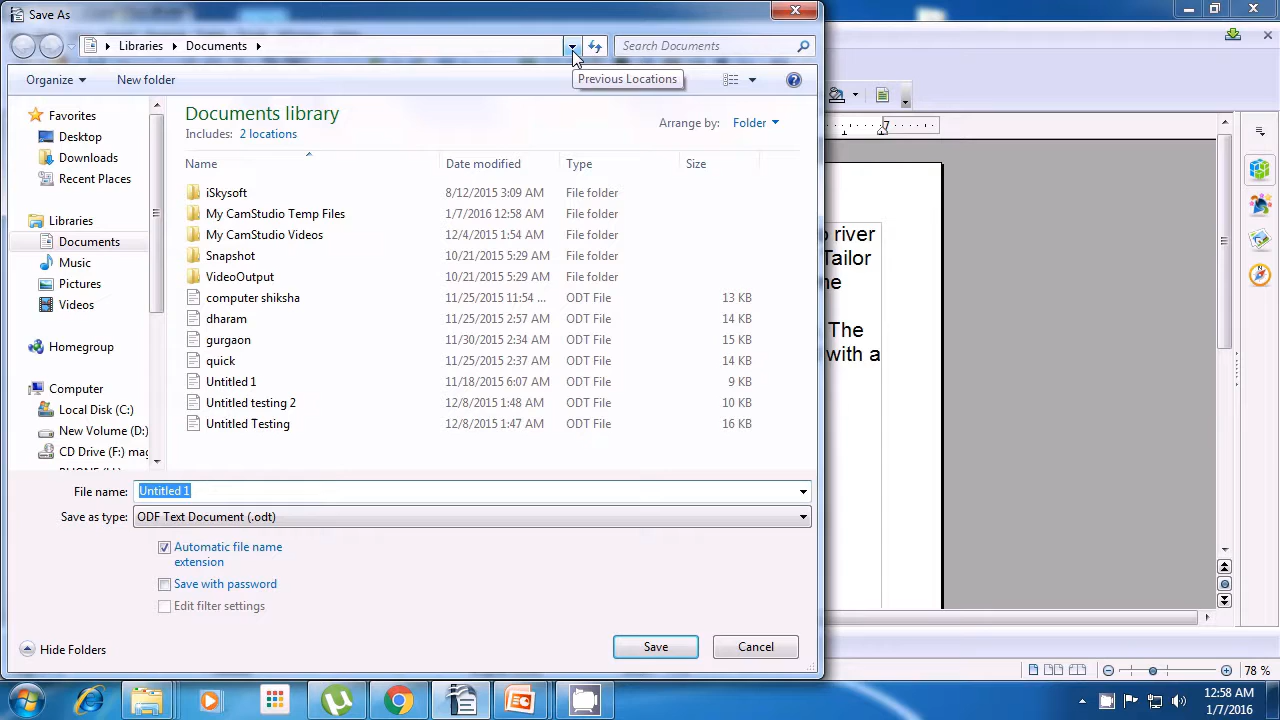 Save As
Libraries Documents
Search Documents
Previous Locations
Organize New folder
Favorites
Desktop
Downloads
Recent Places
Libraries
Documents
Music
Pictures
Videos
Homegroup
Computer
Local Disk (C:)
New Volume (D:)
CD Drive (F:) mag
Documents library
Includes: 2 locations
Arrange by: Folder
Name Date modified Type Size
iSkysoft 8/12/2015 3:09 AM File folder
My CamStudio Temp Files 1/7/2016 12:58 AM File folder
My CamStudio Videos 12/4/2015 1:54 AM File folder
Snapshot 10/21/2015 5:29 AM File folder
VideoOutput 10/21/2015 5:29 AM File folder
computer shiksha 11/25/2015 11:54 ... ODT File 13 KB
dharam 11/25/2015 2:57 AM ODT File 14 KB
gurgaon 11/30/2015 2:34 AM ODT File 15 KB
quick 11/25/2015 2:37 AM ODT File 14 KB
Untitled 1 11/18/2015 6:07 AM ODT File 9 KB
Untitled testing 2 12/8/2015 1:48 AM ODT File 10 KB
Untitled Testing 12/8/2015 1:47 AM ODT File 16 KB
File name: Untitled 1
Save as type: ODF Text Document (.odt)
Automatic file name
extension
Save with password
Edit filter settings
Hide Folders
Save Cancel
river
Tailor
The
with a
7
78 %
12:58 AM
1/7/2016